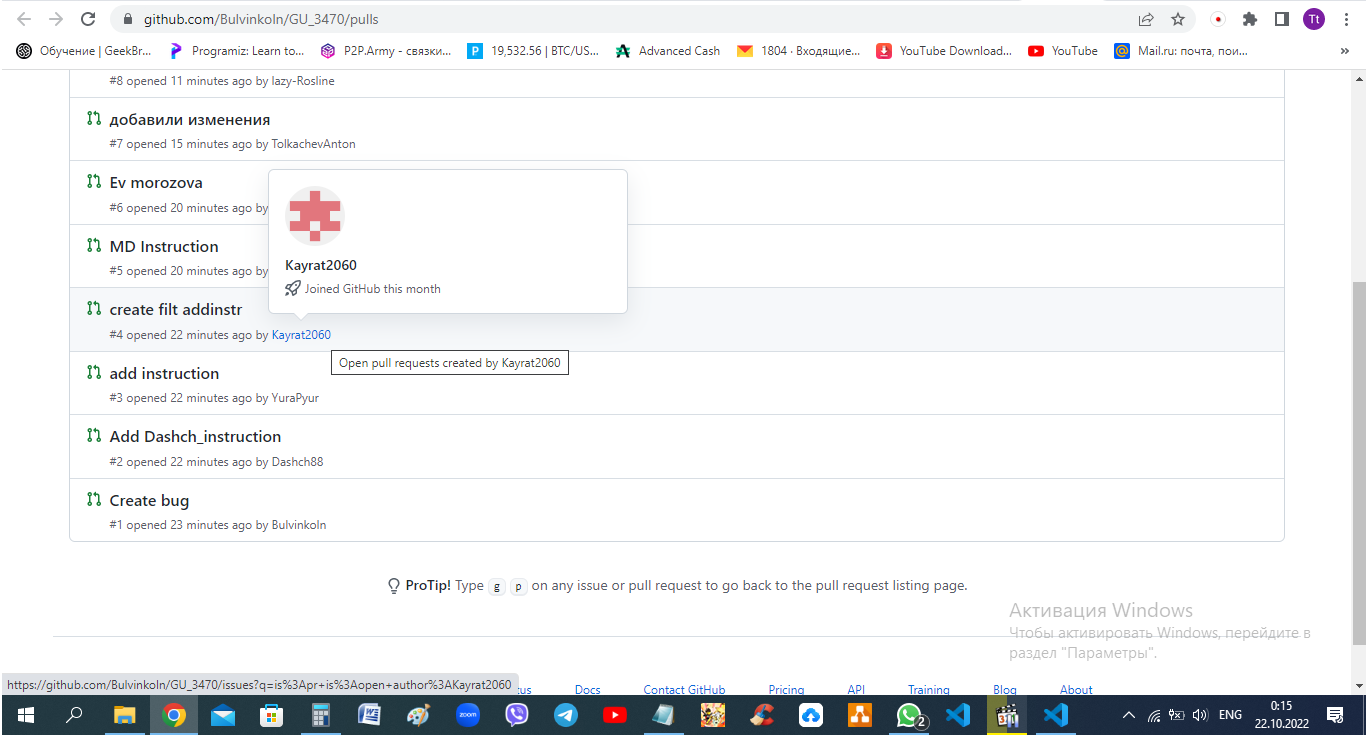 github.com/Bulvinkoln/GU_3470/pulls
Tt
Обучение | GeekBr...
Programiz: Learn to...
P2P.Army - связки...
19,532.56 | BTC/US...
Advanced Cash
1804 · Входящие...
YouTube Download...
YouTube
Mail.ru: почта, пои...
»
#8 opened 11 minutes ago by lazy-Rosline
добавили изменения
#7 opened 15 minutes ago by TolkachevAnton
Ev morozova
#6 opened 20 minutes ago by
MD Instruction
#5 opened 20 minutes ago by
Kayrat2060
Joined GitHub this month
create filt addinstr
#4 opened 22 minutes ago by Kayrat2060
Open pull requests created by Kayrat2060
add instruction
#3 opened 22 minutes ago by YuraPyur
Add Dashch_instruction
#2 opened 22 minutes ago by Dashch88
Create bug
#1 opened 23 minutes ago by Bulvinkoln
ProTip! Type g p on any issue or pull request to go back to the pull request listing page.
Активация Windows
Чтобы активировать Windows, перейдите в
раздел "Параметры".
https://github.com/Bulvinkoln/GU_3470/issues?q=is%3Apr+is%3Aopen+author%3AKayrat2060
tus
Docs
Contact GitHub
Pricing
API
Training
Blog
About
zoom
2
ENG
0:15
22.10.2022